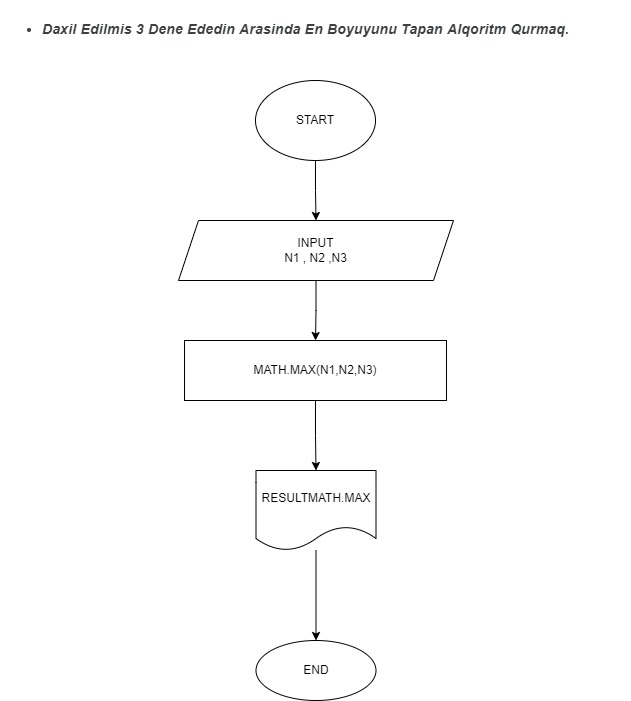 Daxil Edilmis 3 Dene Ededin Arasinda En Boyuyunu Tapan Alqoritm Qurmaq.
START
INPUT
N1 , N2 ,N3
MATH.MAX(N1,N2,N3)
RESULTMATH.MAX
END